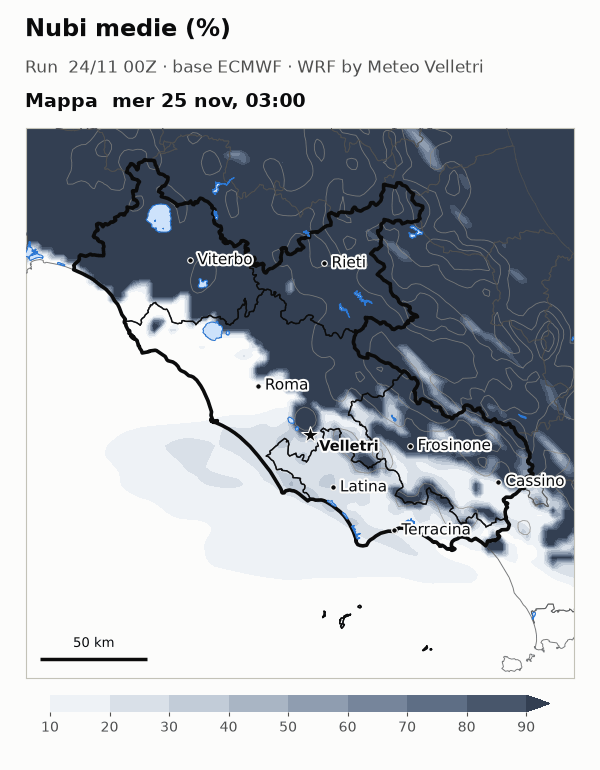 Nubi medie (%)
Run 24/11 00Z · base ECMWF · WRF by Meteo Velletri
Mappa mer 25 nov, 03:00
Viterbo
Rieti
Roma
Velletri
Frosinone
Latina
Cassino
Terracina
50 km
10 20 30 40 50 60 70 80 90